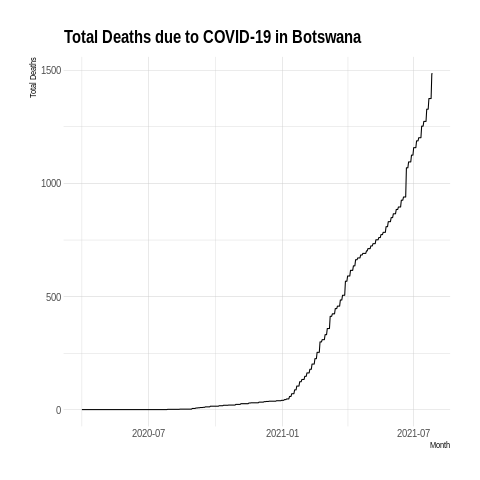 Total Deaths due to COVID-19 in Botswana
Total Deaths
1500
1000
500
0
2020-07
2021-01
2021-07
Month